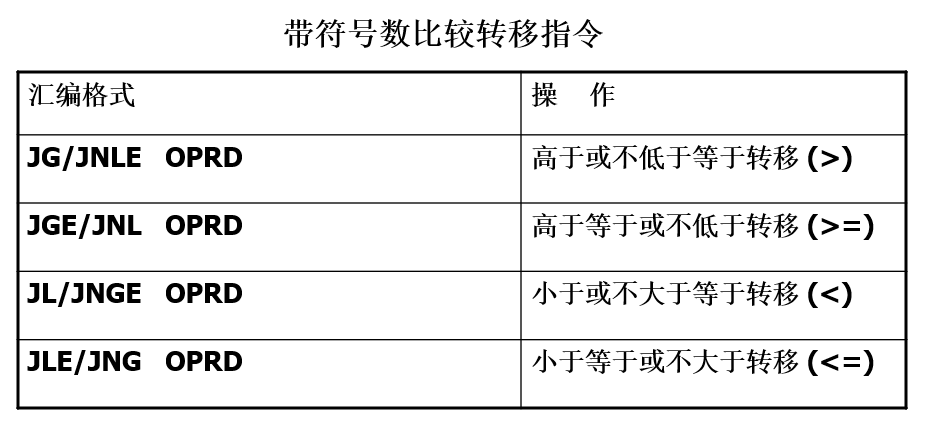 带符号数比较转移指令
汇编格式 操 作
JG/JNLE OPRD 高于或不低于等于转移(>)
JGE/JNL OPRD 高于等于或不低于转移(>=)
JL/JNGE OPRD 小于或不大于等于转移(<)
JLE/JNG OPRD 小于等于或不大于转移(<=)